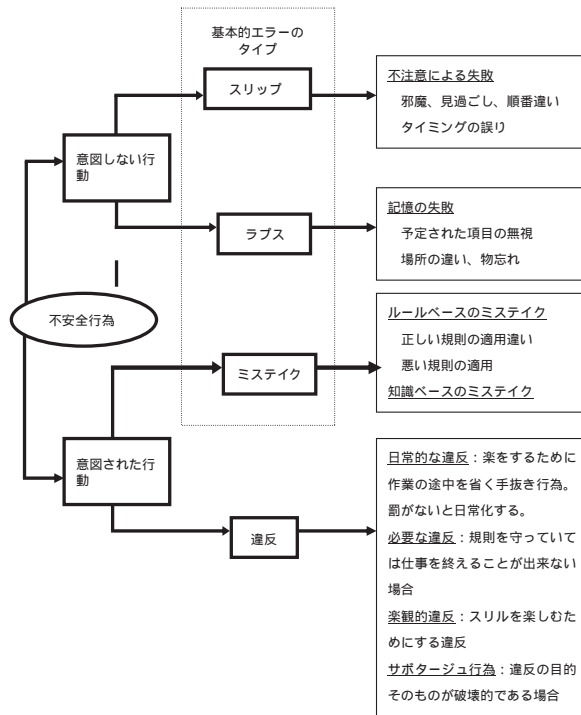 基本的エラーの
タイプ
スリップ
不注意による失敗
邪魔、見過ごし、順番違い
タイミングの誤り
意図しない行
動
ラプス
記憶の失敗
予定された項目の無視
場所の違い、物忘れ
不安全行為
ミステイク
ルールベースのミステイク
正しい規則の適用違い
悪い規則の適用
知識ベースのミステイク
意図された行
動
違反
日常的な違反：楽をするために
作業の途中を省く手抜き行為。
罰がないと日常化する。
必要な違反：規則を守っていて
は仕事を終えることが出来ない
場合
楽観的違反：スリルを楽しむた
めにする違反
サボタージュ行為：違反の目的
そのものが破壊的である場合